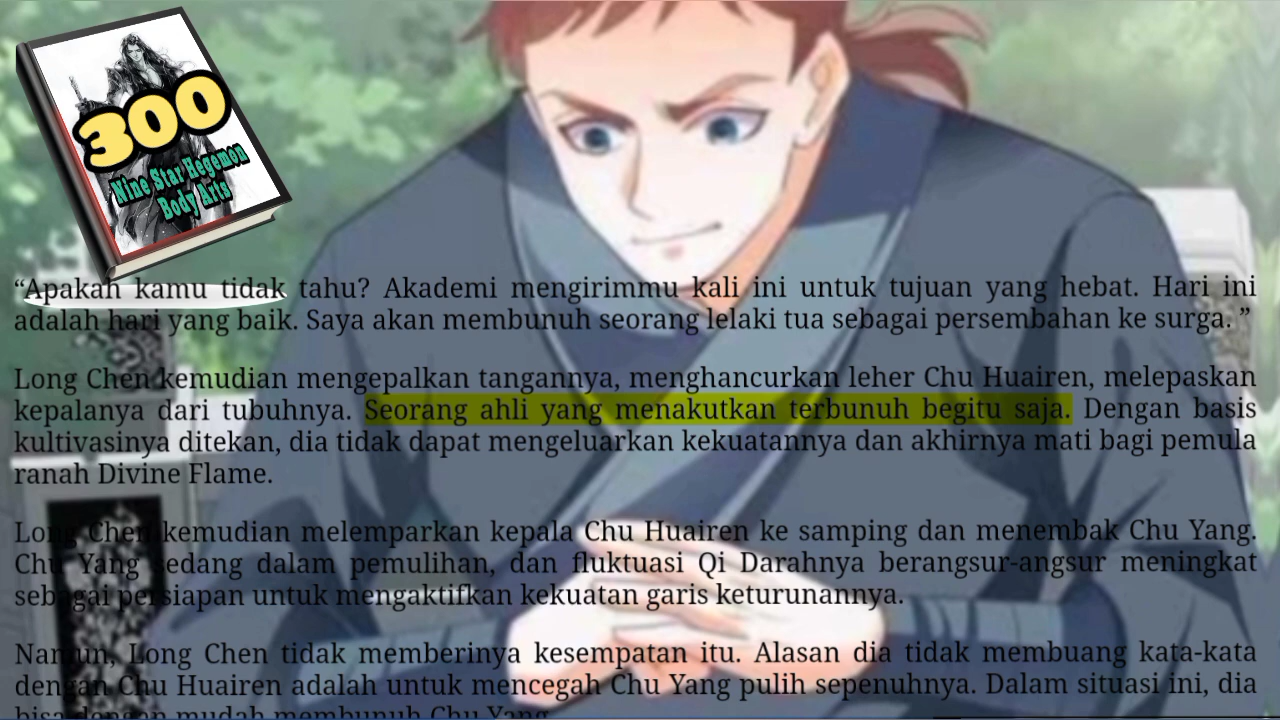 300
Nine Star Hegemon
Body Arts
“Apakah kamu tidak tahu? Akademi mengirimmu kali ini untuk tujuan yang hebat. Hari ini
adalah hari yang baik. Saya akan membunuh seorang lelaki tua sebagai persembahan ke surga. ”
Long Chen kemudian mengepalkan tangannya, menghancurkan leher Chu Huairen, melepaskan
kepalanya dari tubuhnya. Seorang ahli yang menakutkan terbunuh begitu saja. Dengan basis
kultivasinya ditekan, dia tidak dapat mengeluarkan kekuatannya dan akhirnya mati bagi pemula
ranah Divine Flame.
Long Chen kemudian melemparkan kepala Chu Huairen ke samping dan menembak Chu Yang.
Chu Yang sedang dalam pemulihan, dan fluktuasi Qi Darahnya berangsur-angsur meningkat
sebagai persiapan untuk mengaktifkan kekuatan garis keturunannya.
Namun, Long Chen tidak memberinya kesempatan itu. Alasan dia tidak membuang kata-kata
dengan Chu Huairen adalah untuk mencegah Chu Yang pulih sepenuhnya. Dalam situasi ini, dia
bisa dengan mudah membunuh Chu Yang.